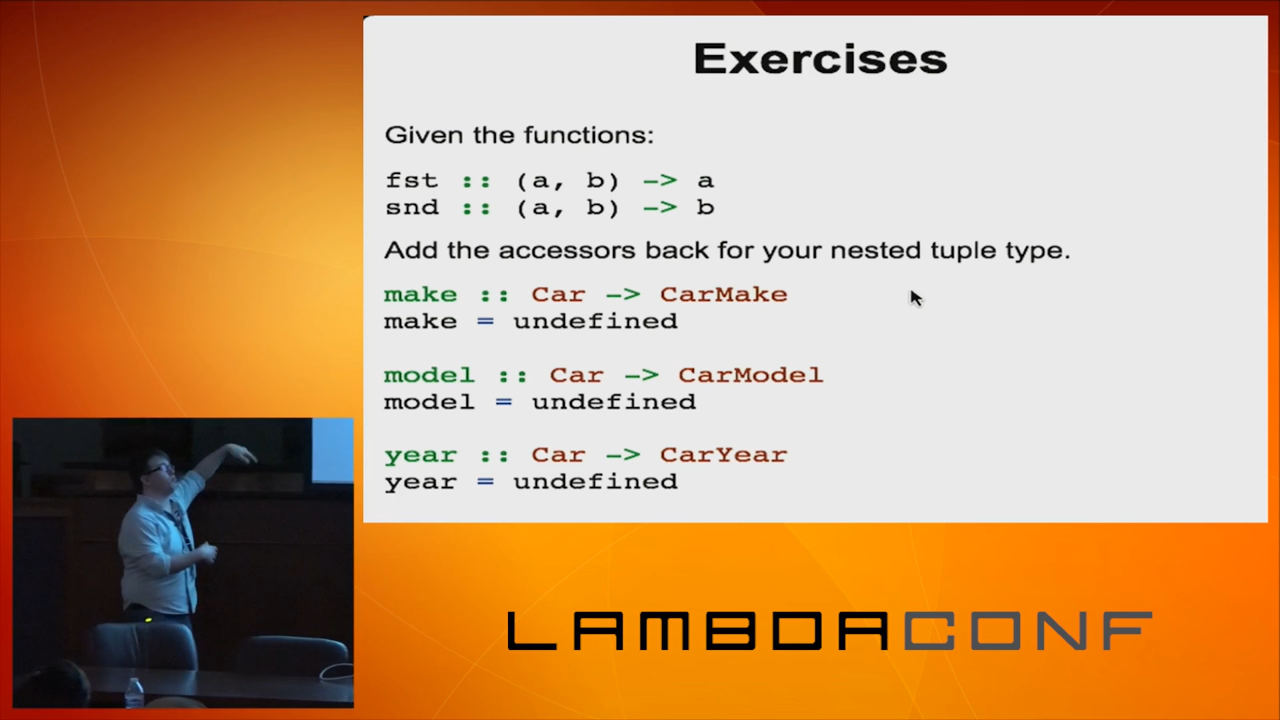 Exercises
Given the functions:
fst :: (a, b) -> a
snd :: (a, b) -> b
Add the accessors back for your nested tuple type.
make :: Car -> CarMake
make = undefined
model :: Car -> CarModel
model = undefined
year :: Car -> CarYear
year = undefined
LAMBDACONF